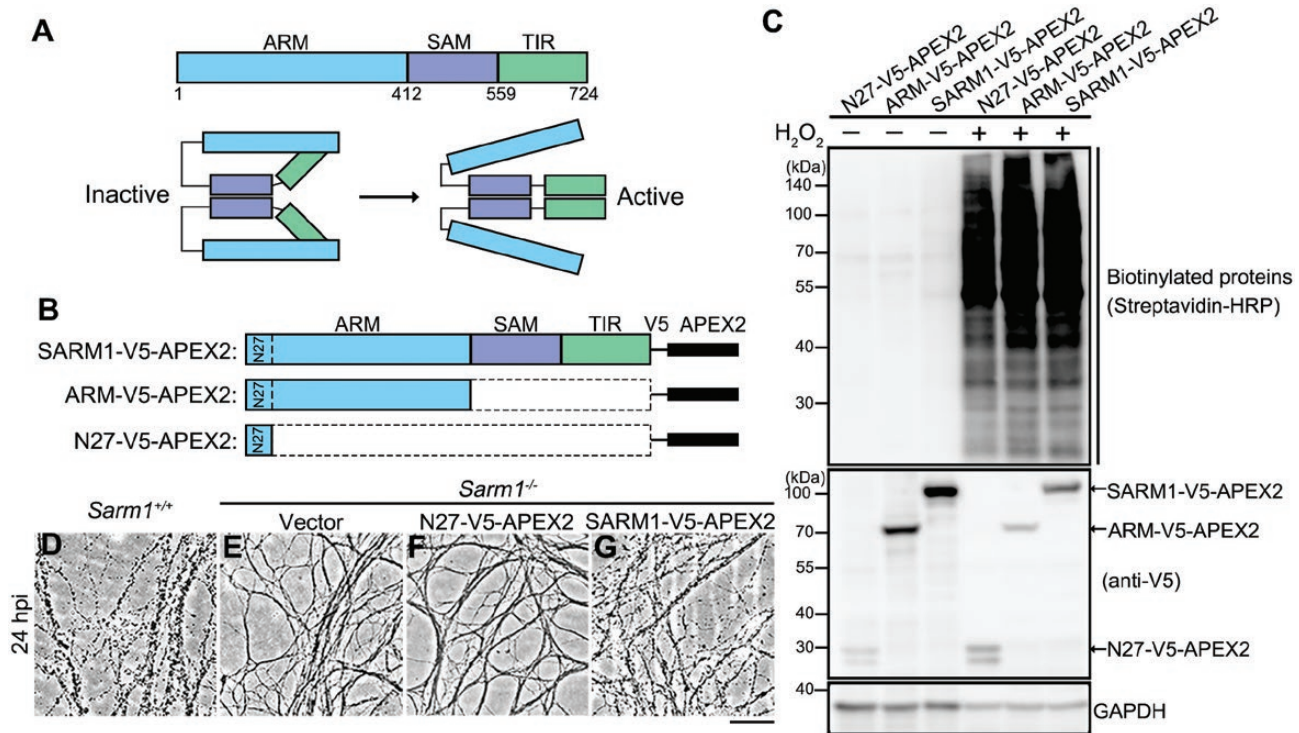 A
ARM SAM TIR
1 412 559 724
Inactive Active
B
ARM SAM TIR V5 APEX2
SARM1-V5-APEX2: N27
ARM-V5-APEX2: N27
N27-V5-APEX2: N27
Sarm1-/-
Sarm1+/+
Vector N27-V5-APEX2 SARM1-V5-APEX2
D E F G
24 hpi
C
N27-V5-APEX2
ARM-V5-APEX2
SARM1-V5-APEX2
N27-V5-APEX2
ARM-V5-APEX2
SARM1-V5-APEX2
H2O2 − − − + + +
(kDa)
140
100
70
55
40
30
Biotinylated proteins
(Streptavidin-HRP)
(kDa)
100
70
55
40
30
SARM1-V5-APEX2
ARM-V5-APEX2
(anti-V5)
N27-V5-APEX2
40
GAPDH